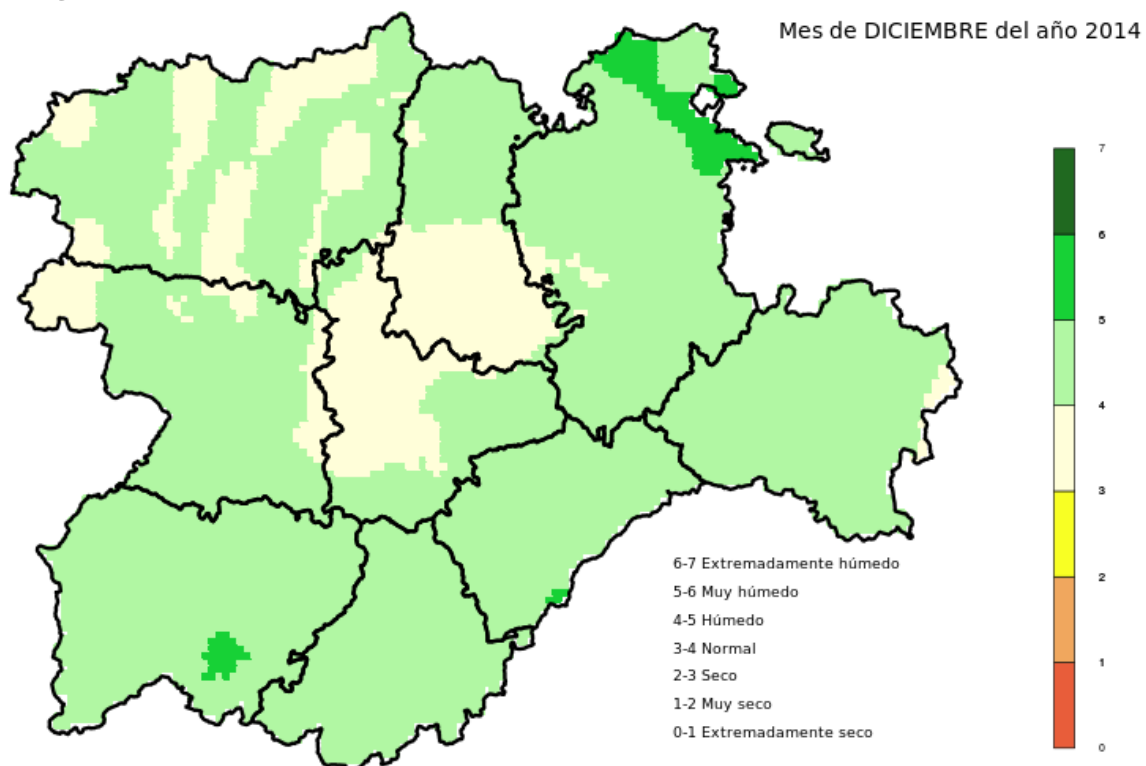 Mes de DICIEMBRE del año 2014
7
6
5
4
3
2
1
0
6-7 Extremadamente húmedo
5-6 Muy húmedo
4-5 Húmedo
3-4 Normal
2-3 Seco
1-2 Muy seco
0-1 Extremadamente seco